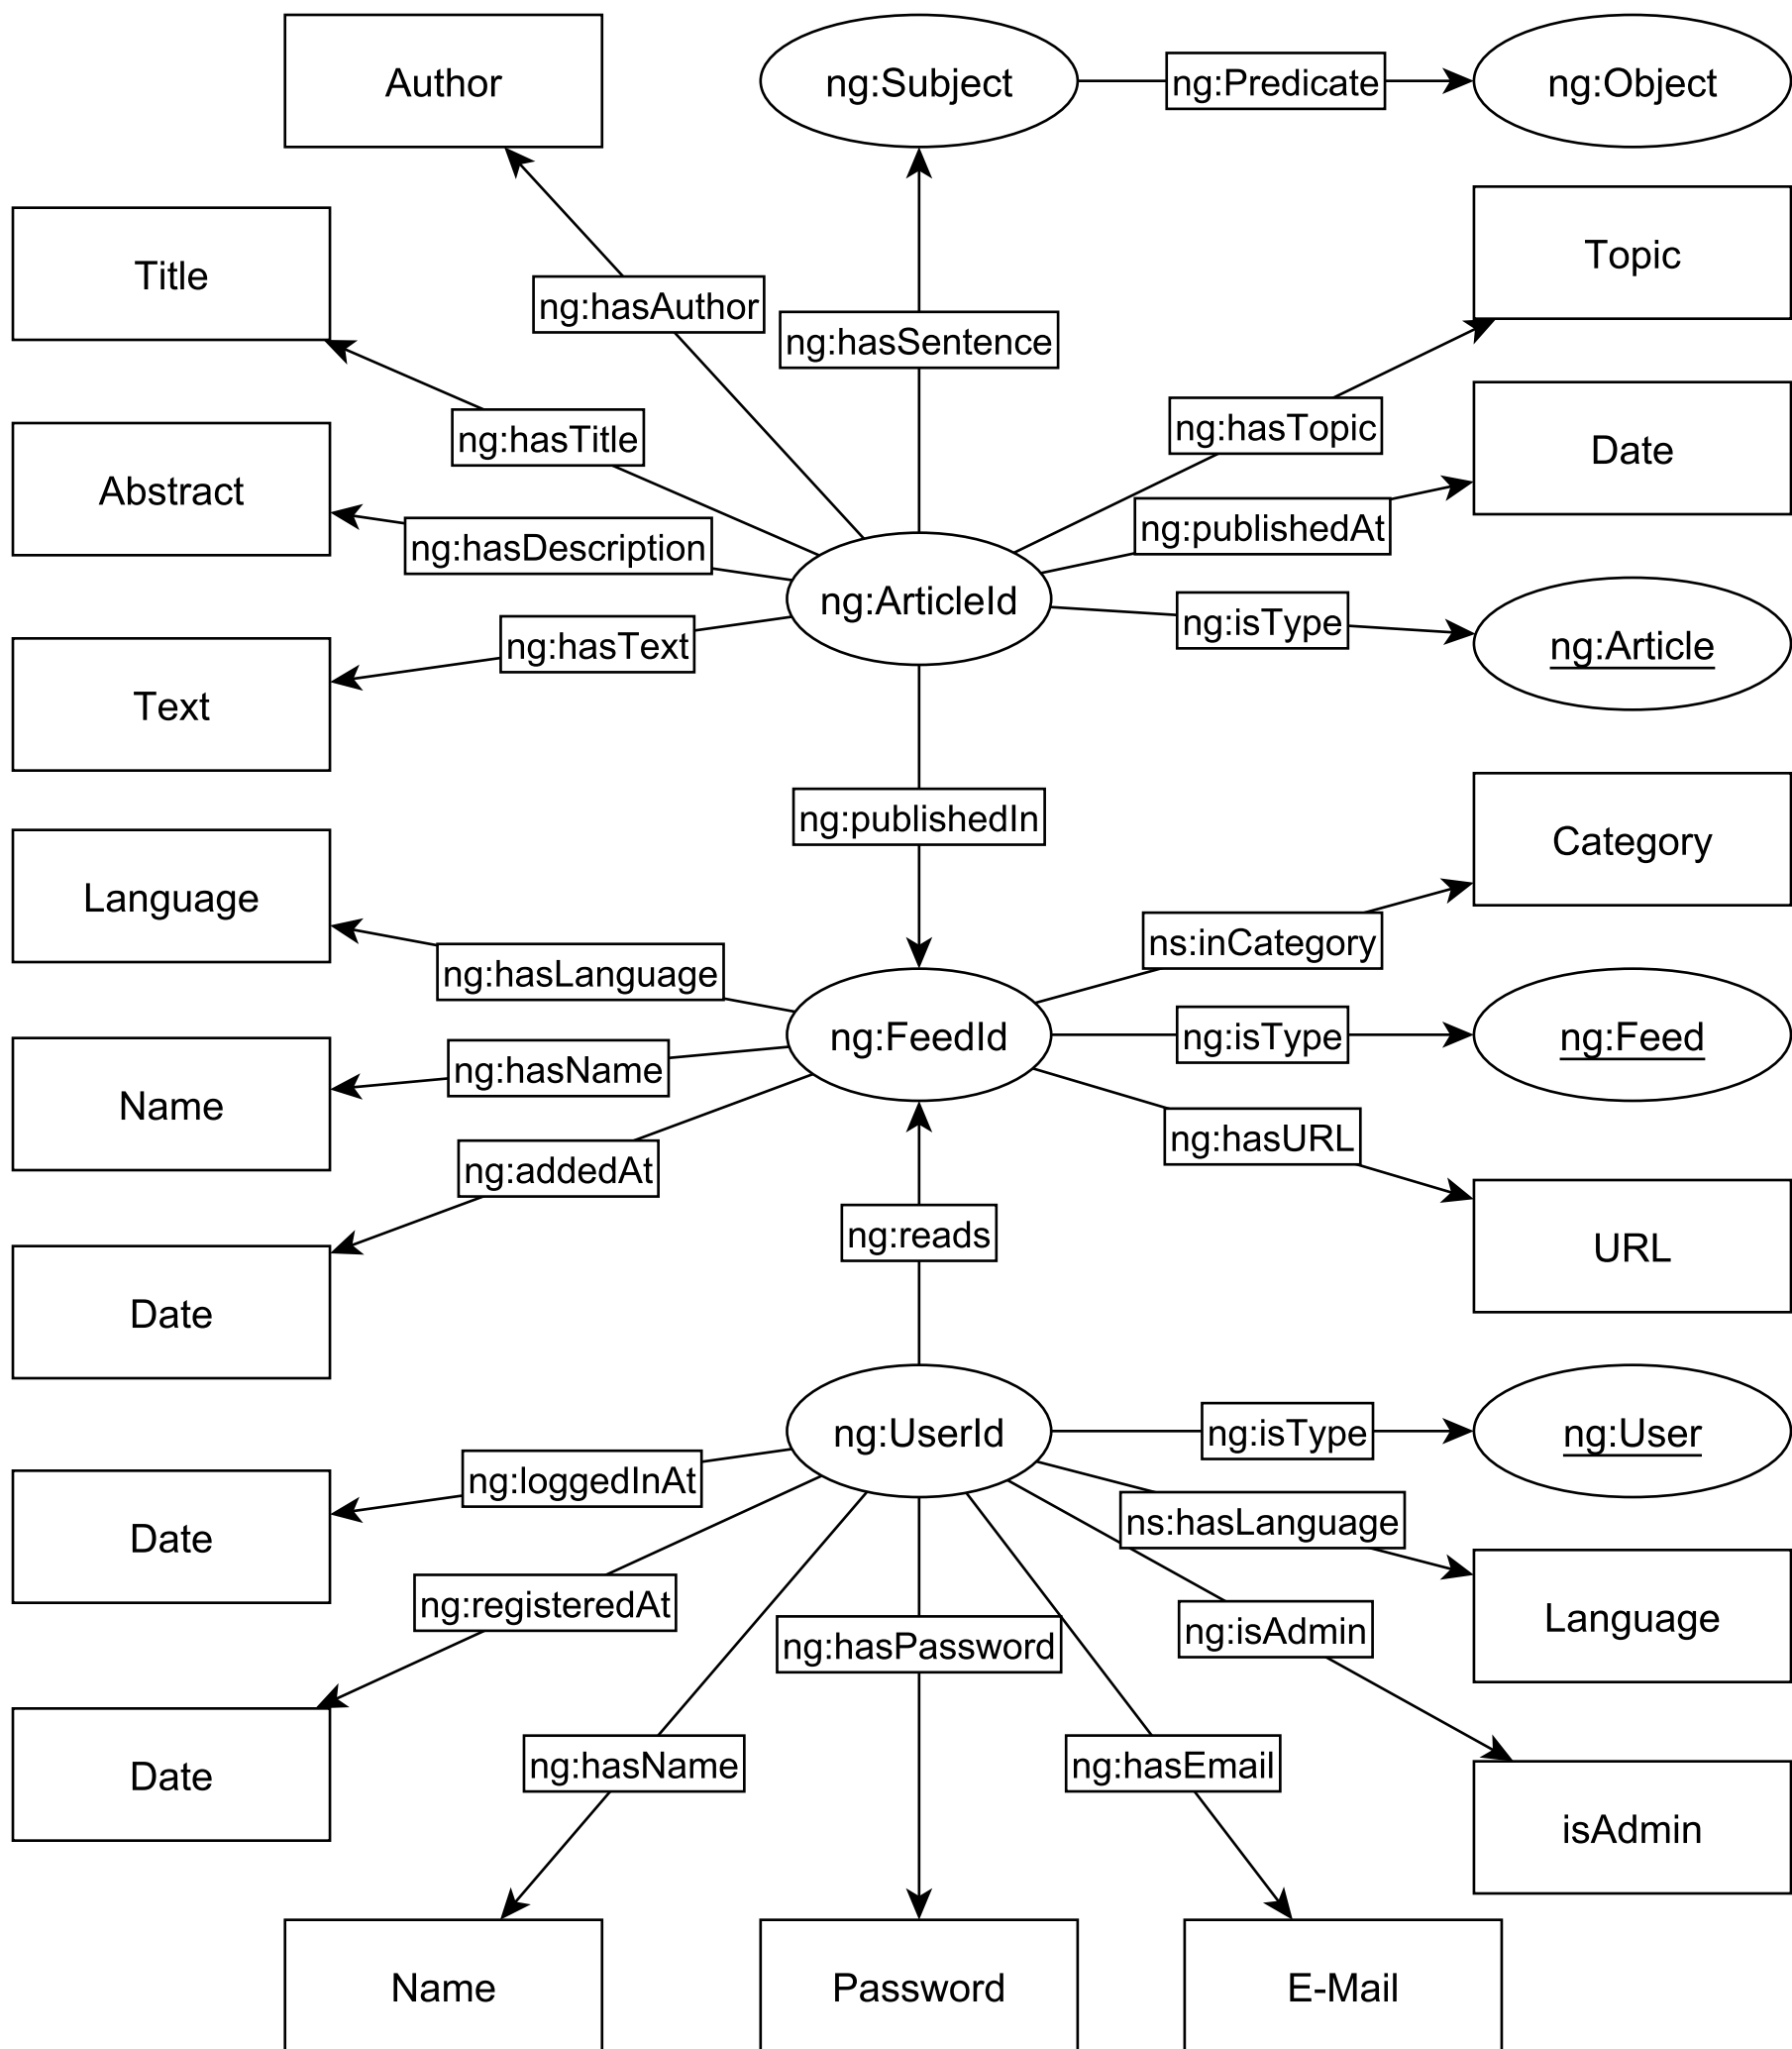 Author
ng:Subject
ng:Predicate
ng:Object
Topic
Title
ng:hasAuthor
ng:hasSentence
ng:hasTopic
Date
ng:hasTitle
Abstract
ng:publishedAt
ng:hasDescription
ng:ArticleId
ng:isType
ng:Article
ng:hasText
Text
ng:publishedIn
Category
Language
ns:inCategory
ng:hasLanguage
ng:FeedId
ng:isType
ng:Feed
ng:hasName
Name
ng:hasURL
ng:addedAt
ng:reads
URL
Date
ng:UserId
ng:isType
ng:User
ng:loggedInAt
ns:hasLanguage
Date
ng:registeredAt
Language
ng:isAdmin
ng:hasPassword
ng:hasName
ng:hasEmail
Date
isAdmin
Name
Password
E-Mail